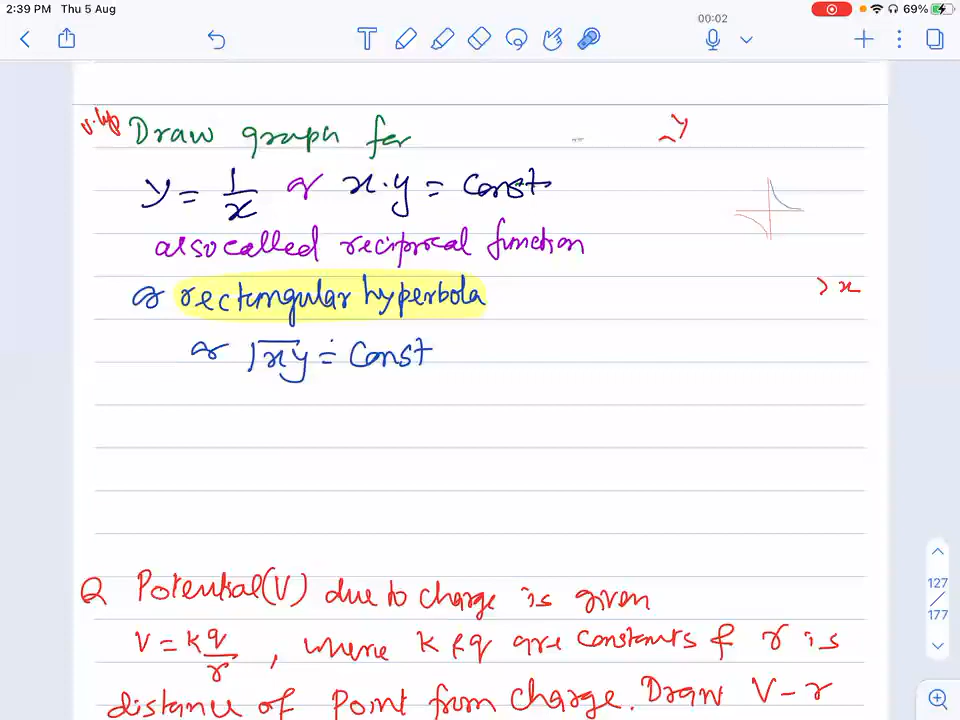 2:39 PM Thu 5 Aug
69%
00:02
T
v. Imp Draw graph for
y = 1/x or x·y = Const
also called reciprocal function
or rectangular hyperbola
or xy = Const
y
x
Q Potential(V) due to charge is given
V = kq/r , where k & q are constants & r is
distance of Point from charge. Draw V-r
127
/
177